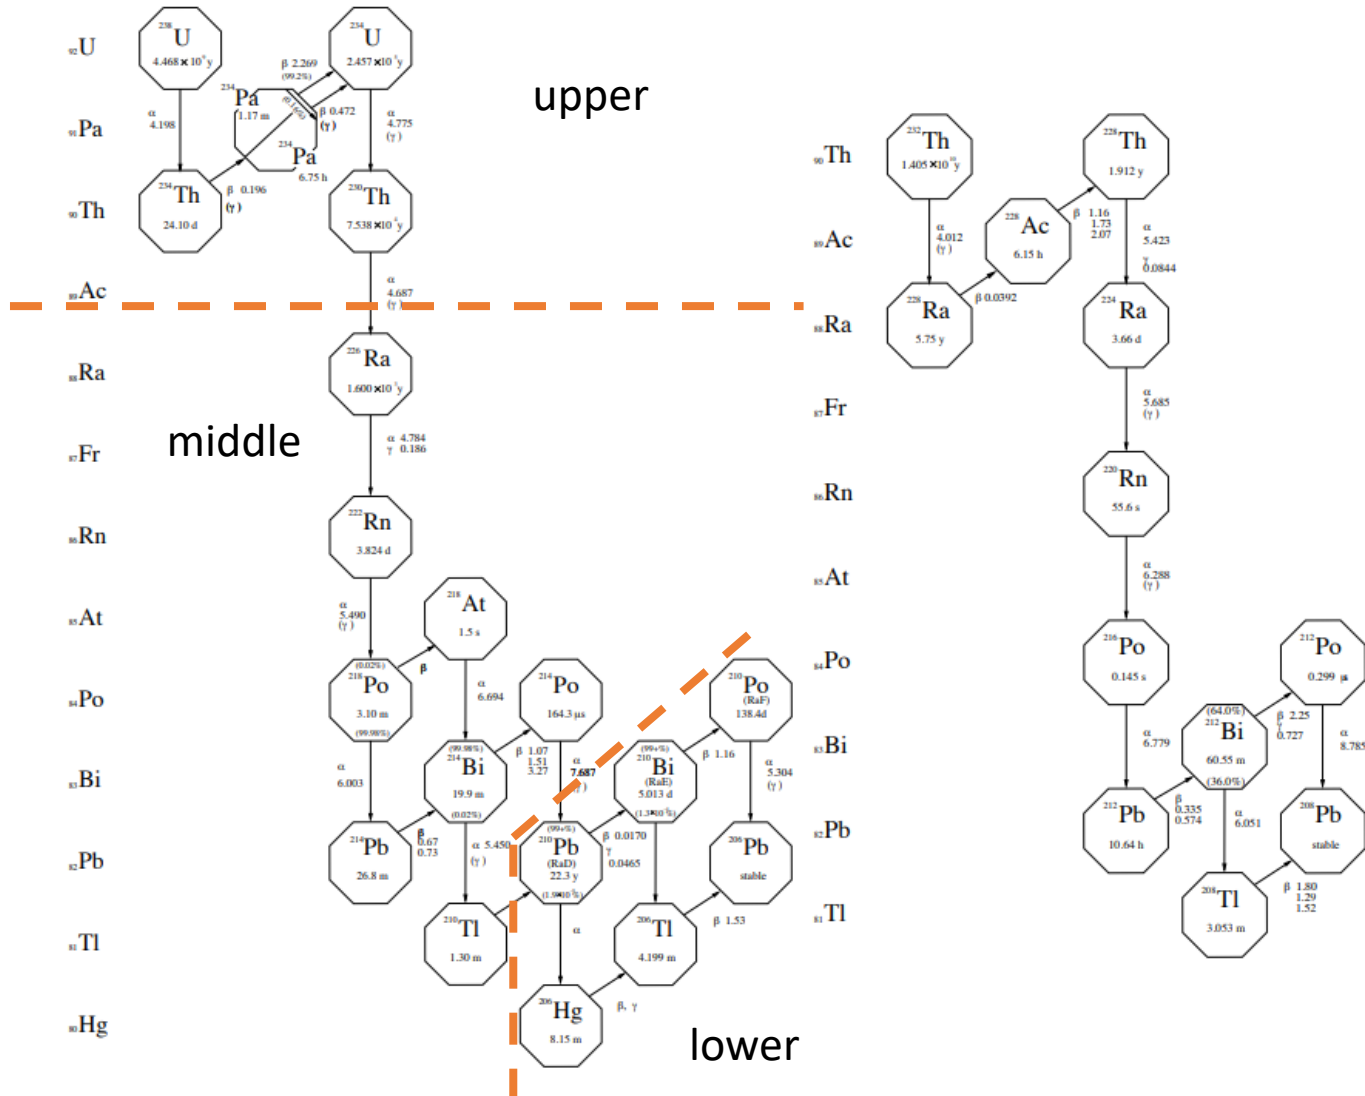 upper
middle
lower
92U
91Pa
90Th
89Ac
88Ra
87Fr
86Rn
85At
84Po
83Bi
82Pb
81Tl
80Hg
238U
4.468×10⁹y
α
4.198
234Th
24.10 d
β 0.196
(γ)
234Pa
1.17 m
(0.16%)
234Pa
6.75 h
β 2.269
(99.2%)
β 0.472
(γ)
234U
2.457×10⁵y
α
4.775
(γ)
230Th
7.538×10⁴y
α
4.687
(γ)
226Ra
1.600×10³y
α 4.784
γ 0.186
222Rn
3.824 d
α
5.490
(γ)
(0.02%)
218Po
3.10 m
(99.98%)
β
218At
1.5 s
α
6.694
α
6.003
214Pb
26.8 m
β
0.67
0.73
(99.98%)
214Bi
19.9 m
(0.02%)
β 1.07
1.51
3.27
214Po
164.3 μs
α
7.687
(γ)
α 5.450
(γ)
210Tl
1.30 m
(99+%)
210Pb
(RaD)
22.3 y
β 0.0170
γ
0.0465
α
206Hg
8.15 m
β, γ
(99+%)
210Bi
(RaE)
5.013 d
β 1.16
210Po
(RaF)
138.4d
α
5.304
(γ)
206Tl
4.199 m
β 1.53
206Pb
stable
90Th
89Ac
88Ra
87Fr
86Rn
85At
84Po
83Bi
82Pb
81Tl
232Th
1.405×10¹⁰y
α
4.012
(γ)
228Ra
5.75 y
β 0.0392
228Ac
6.15 h
β 1.16
1.73
2.07
228Th
1.912 y
α
5.423
γ
0.0844
224Ra
3.66 d
α
5.685
(γ)
220Rn
55.6 s
α
6.288
(γ)
216Po
0.145 s
α
6.779
212Pb
10.64 h
β
0.335
0.574
(64.0%)
212Bi
60.55 m
(36.0%)
β 2.25
γ
0.727
212Po
0.299 μs
α
8.785
α
6.051
208Tl
3.053 m
β 1.80
1.29
1.52
208Pb
stable